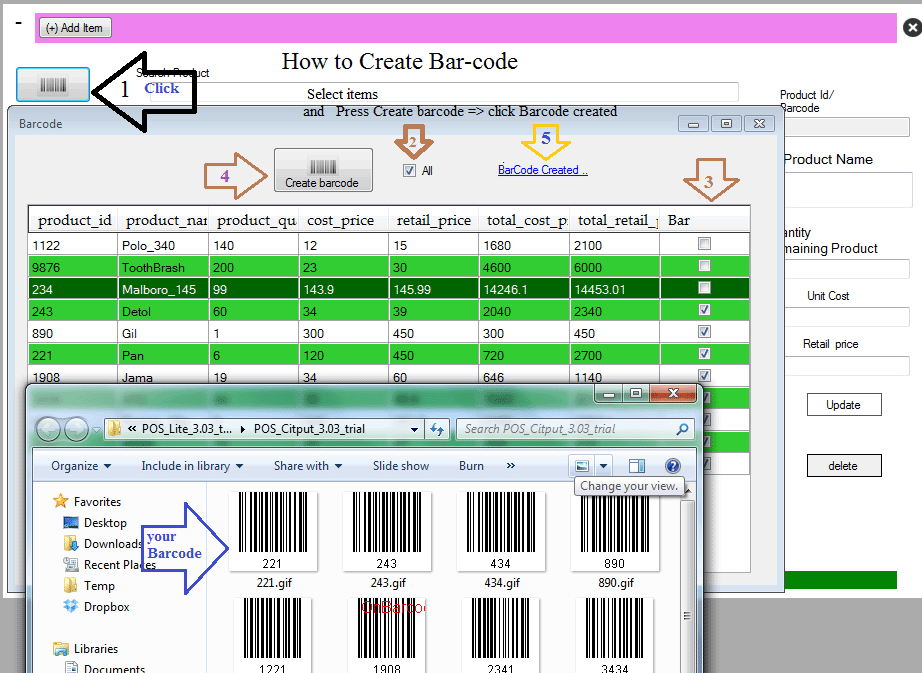 -
(+) Add Item
How to Create Bar-code
Search Product
1 Click
Select items
and Press Create barcode => click Barcode created
Product Id/
Barcode
Barcode
4
Create barcode
2
All
5
BarCode Created ..
3
Product Name
product_id product_nar product_qua cost_price retail_price total_cost_p total_retail_ Bar
1122 Polo_340 140 12 15 1680 2100
9876 ToothBrash 200 23 30 4600 6000
234 Malboro_145 99 143.9 145.99 14246.1 14453.01
243 Detol 60 34 39 2040 2340
890 Gil 1 300 450 300 450
221 Pan 6 120 450 720 2700
1908 Jama 19 34 60 646 1140
antity
maining Product
Unit Cost
Retail price
Update
delete
« POS_Lite_3.03_t... POS_Citput_3.03_trial
Search POS_Citput_3.03_trial
Organize Include in library Share with Slide show Burn »
Change your view.
Favorites
Desktop
Downloads
Recent Places
Temp
Dropbox
Libraries
Documents
your
Barcode
221 243 434 890
221.gif 243.gif 434.gif 890.gif
OnBarco
1221 1908 2341 3434